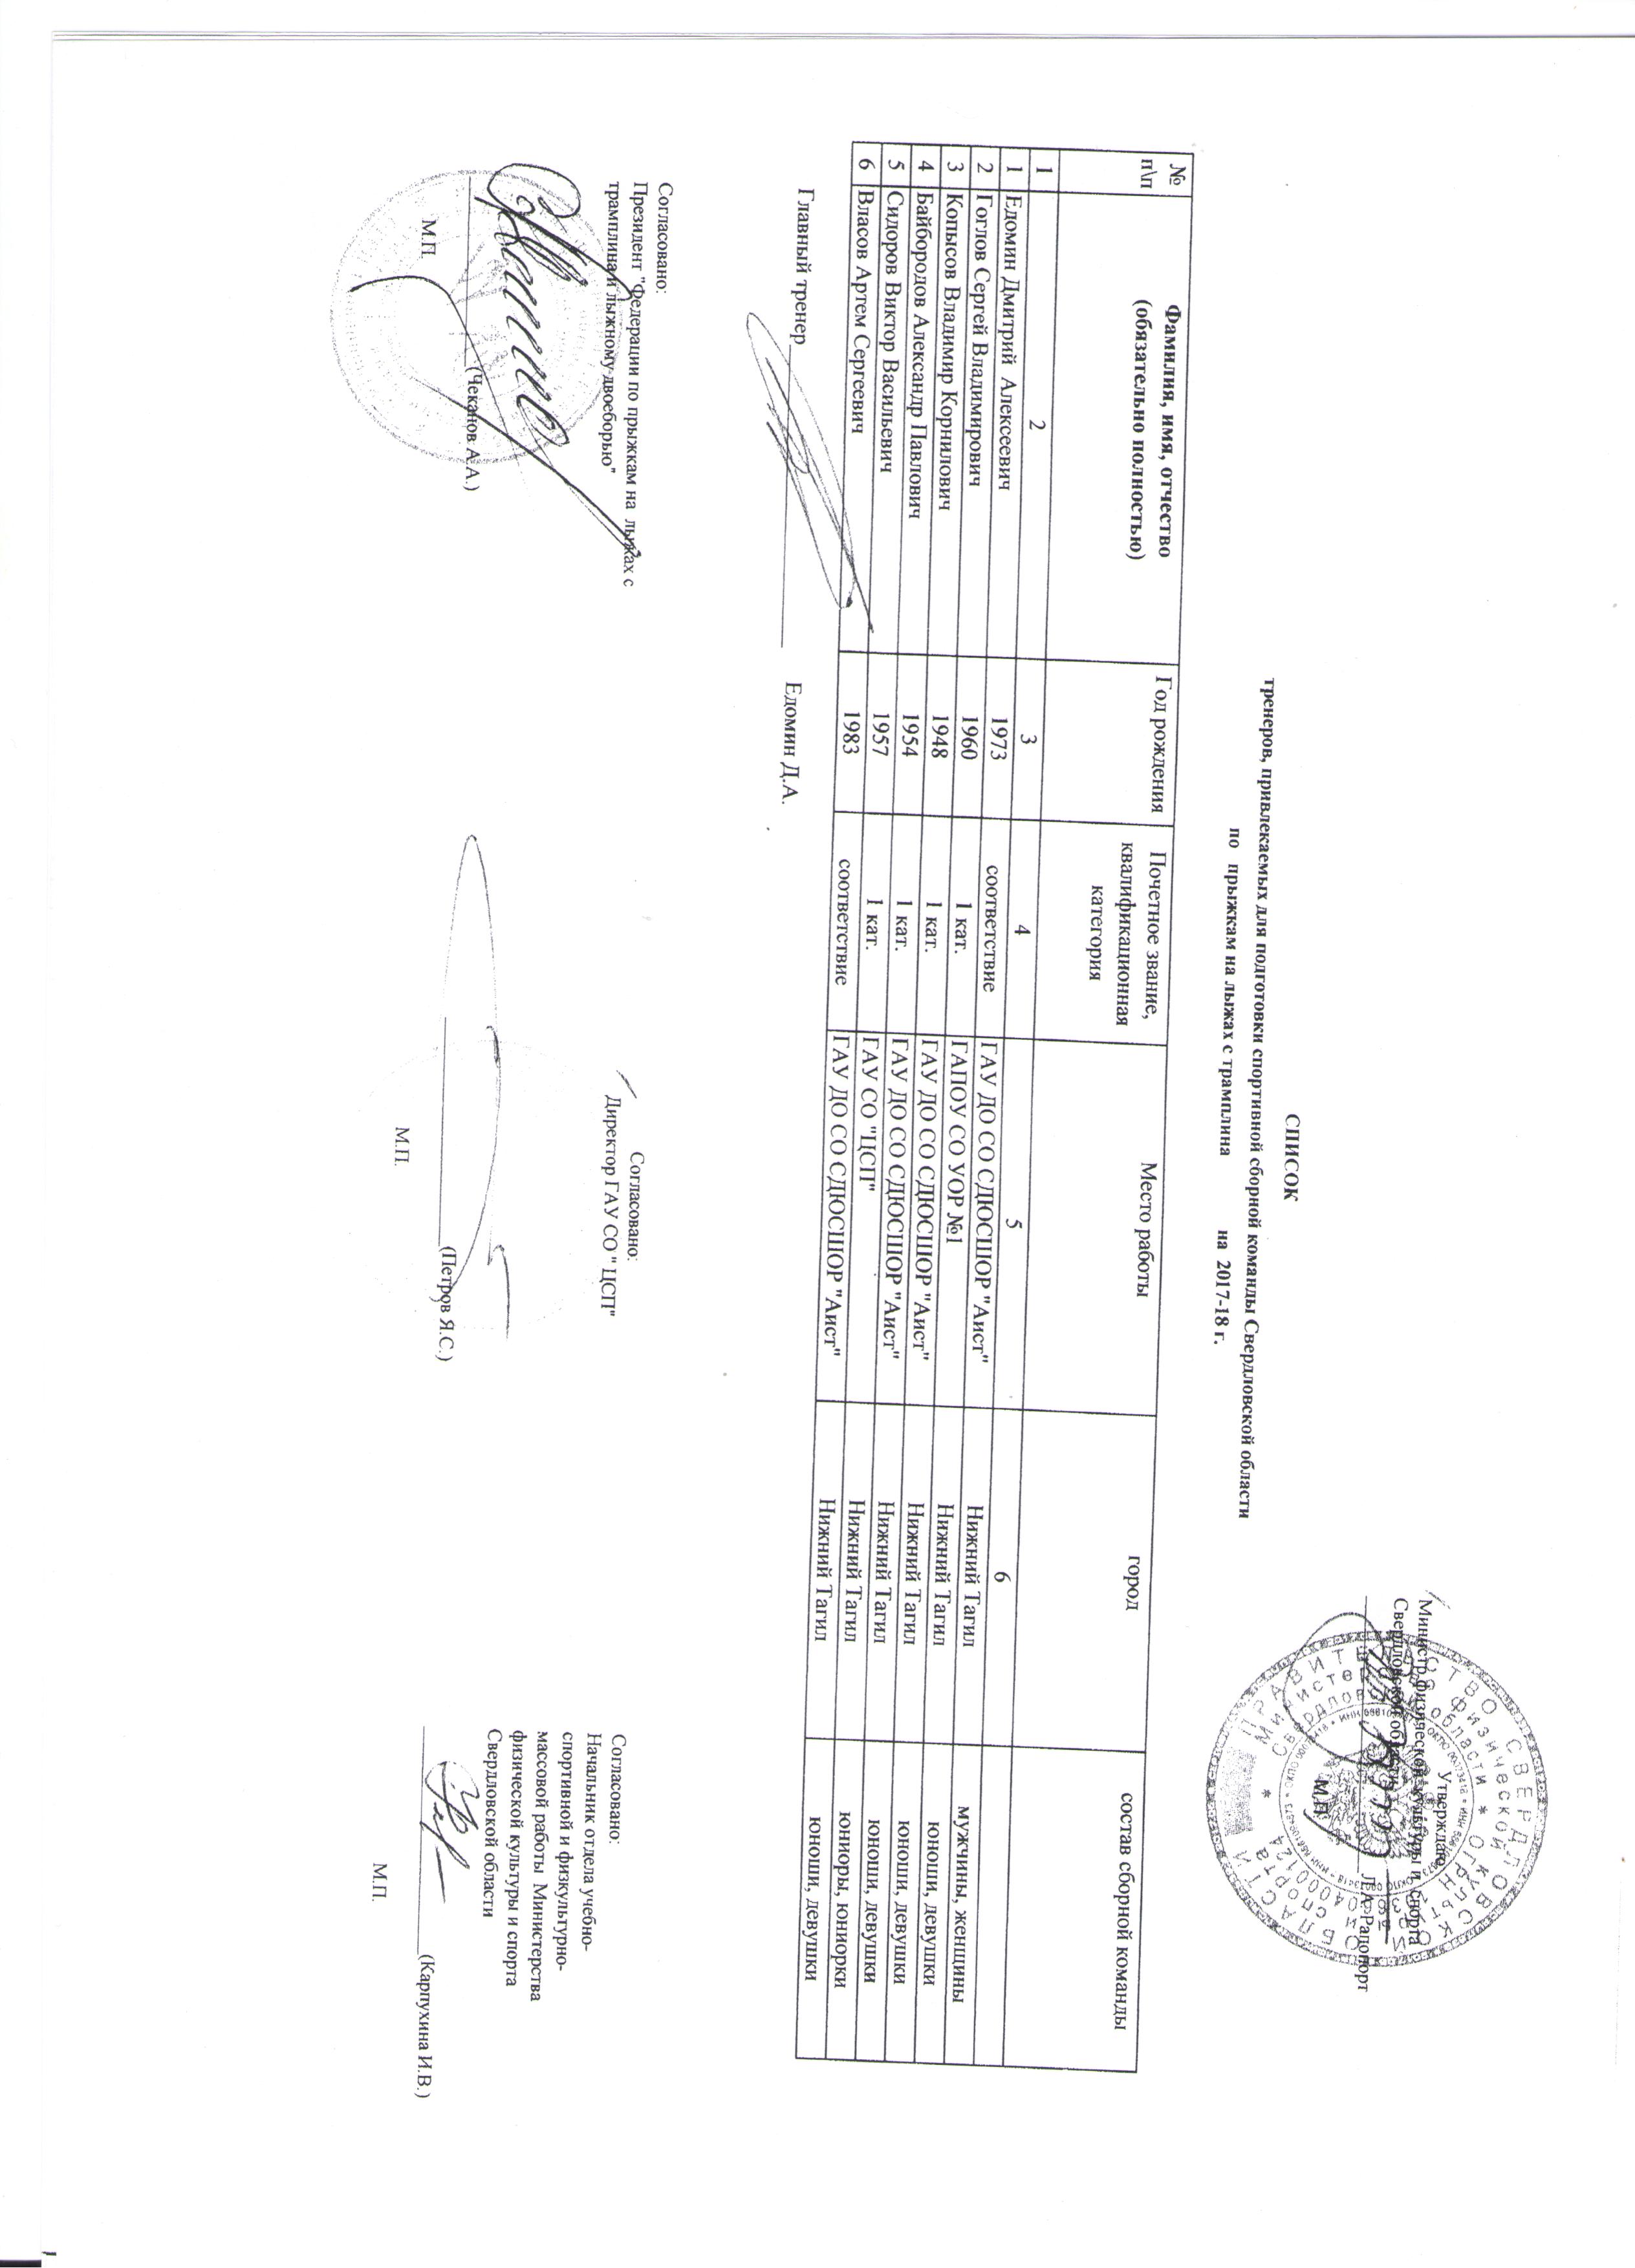 Утверждаю
Министр физической культуры и спорта
Свердловской области
Л.А. Рапопорт
М.П.
СПИСОК
тренеров, привлекаемых для подготовки спортивной сборной команды Свердловской области
по прыжкам на лыжах с трамплина на 2017-18 г.
№ п\п Фамилия, имя, отчество (обязательно полностью) Год рождения Почетное звание, квалификационная категория Место работы город состав сборной команды
1 2 3 4 5 6
1 Едомин Дмитрий Алексеевич 1973 соответствие ГАУ ДО СО СДЮСШОР "Аист" Нижний Тагил мужчины, женщины
2 Гоглов Сергей Владимирович 1960 1 кат. ГАПОУ СО УОР №1 Нижний Тагил юноши, девушки
3 Копысов Владимир Корнилович 1948 1 кат. ГАУ ДО СО СДЮСШОР "Аист" Нижний Тагил юноши, девушки
4 Байбородов Александр Павлович 1954 1 кат. ГАУ ДО СО СДЮСШОР "Аист" Нижний Тагил юноши, девушки
5 Сидоров Виктор Васильевич 1957 1 кат. ГАУ СО "ЦСП" Нижний Тагил юниоры, юниорки
6 Власов Артем Сергеевич 1983 соответствие ГАУ ДО СО СДЮСШОР "Аист" Нижний Тагил юноши, девушки
Главный тренер Едомин Д.А.
Согласовано:
Президент "Федерации по прыжкам на лыжах с
трамплина и лыжному двоеборью"
(Чеканов А.А.)
М.П.
Согласовано:
Директор ГАУ СО " ЦСП"
(Петров Я.С.)
М.П.
Согласовано:
Начальник отдела учебно-
спортивной и физкультурно-
массовой работы Министерства
физической культуры и спорта
Свердловской области
(Карпухина И.В.)
М.П.